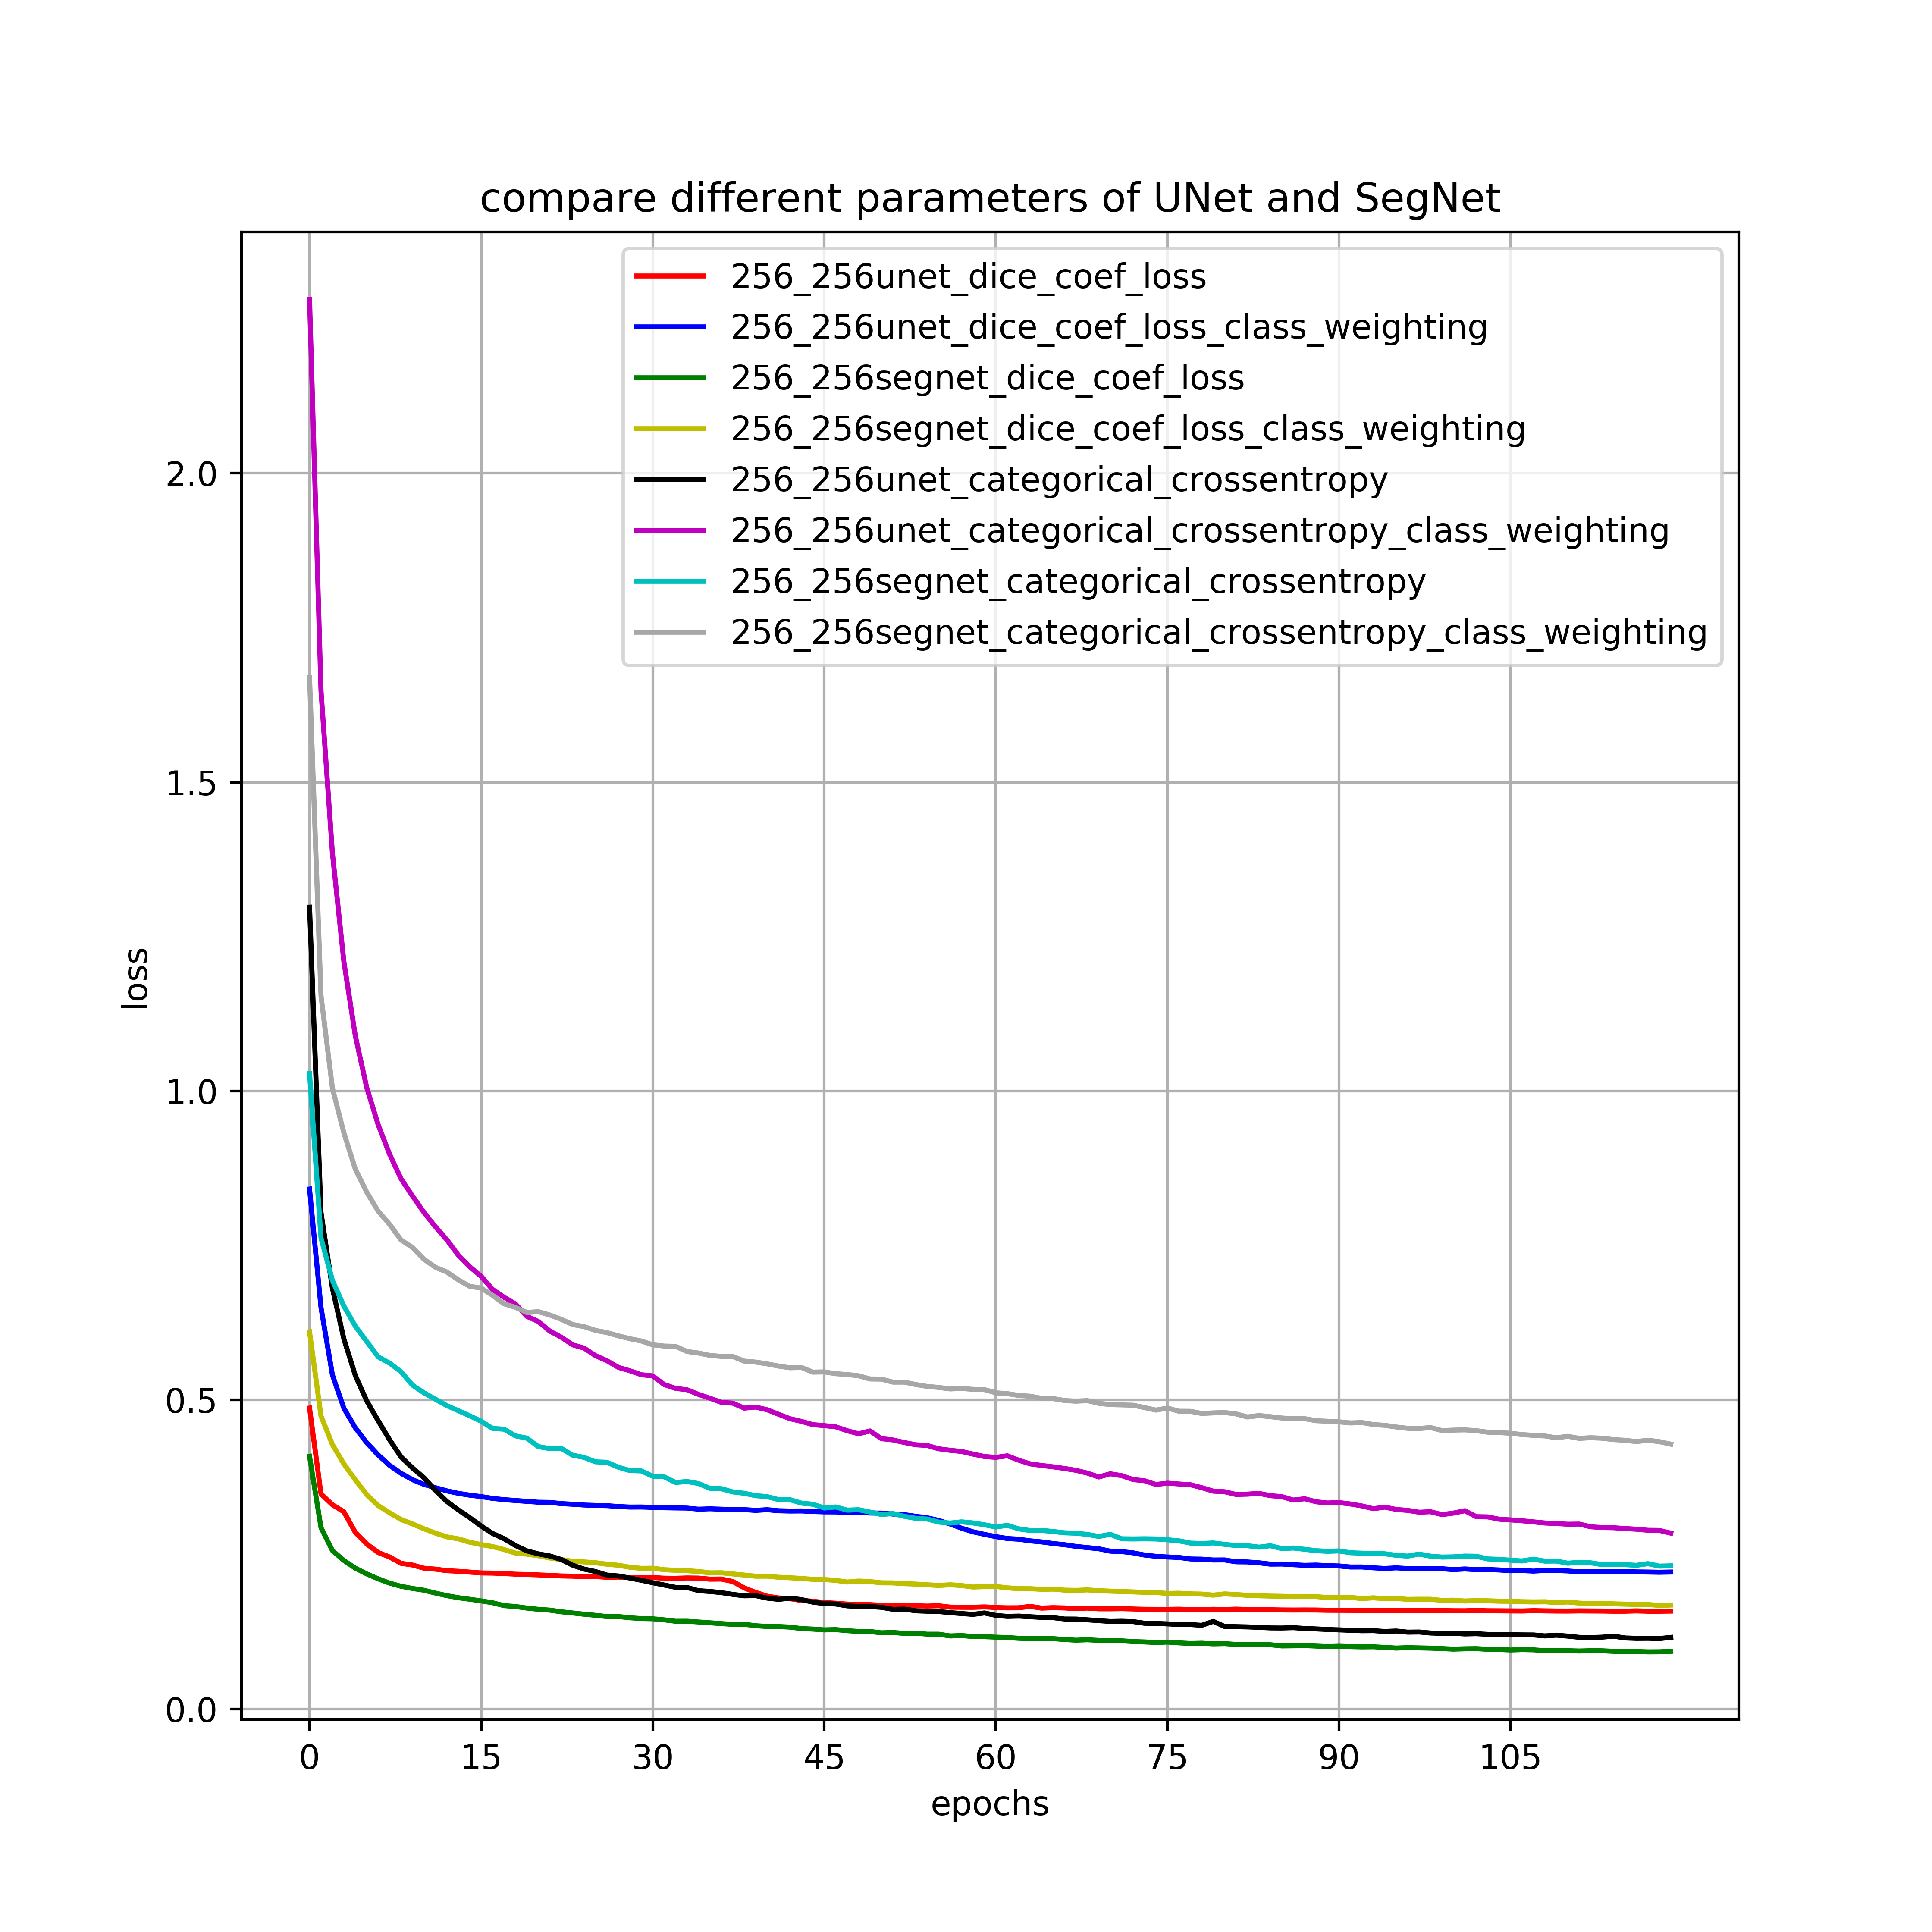 compare different parameters of UNet and SegNet
256_256unet_dice_coef_loss
256_256unet_dice_coef_loss_class_weighting
256_256segnet_dice_coef_loss
256_256segnet_dice_coef_loss_class_weighting
256_256unet_categorical_crossentropy
256_256unet_categorical_crossentropy_class_weighting
256_256segnet_categorical_crossentropy
256_256segnet_categorical_crossentropy_class_weighting
2.0
1.5
1.0
0.5
0.0
loss
0 15 30 45 60 75 90 105
epochs